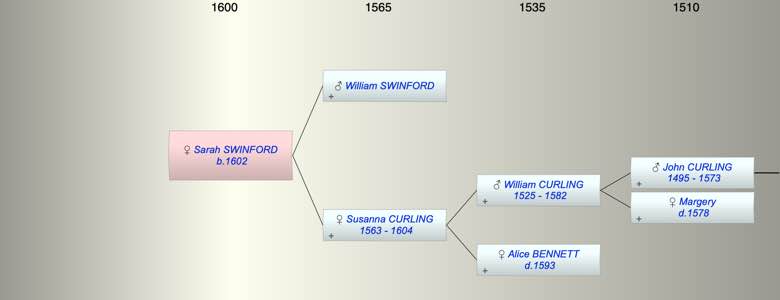 1600 1565 1535 1510
♂ William SWINFORD
+
♀ Sarah SWINFORD
b.1602
♀ Susanna CURLING
1563 - 1604
+
♂ William CURLING
1525 - 1582
+
♀ Alice BENNETT
d.1593
+
♂ John CURLING
1495 - 1573
+
♀ Margery
d.1578
+